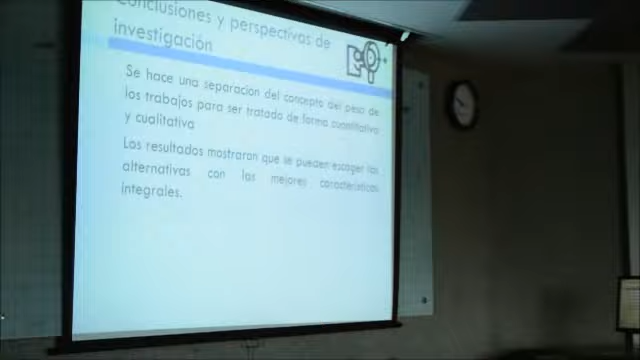 Conclusiones y perspectivas de
investigación
Se hace una separacion del concepto del peso de
los trabajos para ser tratado de forma cuantitativa
y cualitativa
Los resultados mostraron que se pueden escoger las
alternativas con las mejores características
integrales.